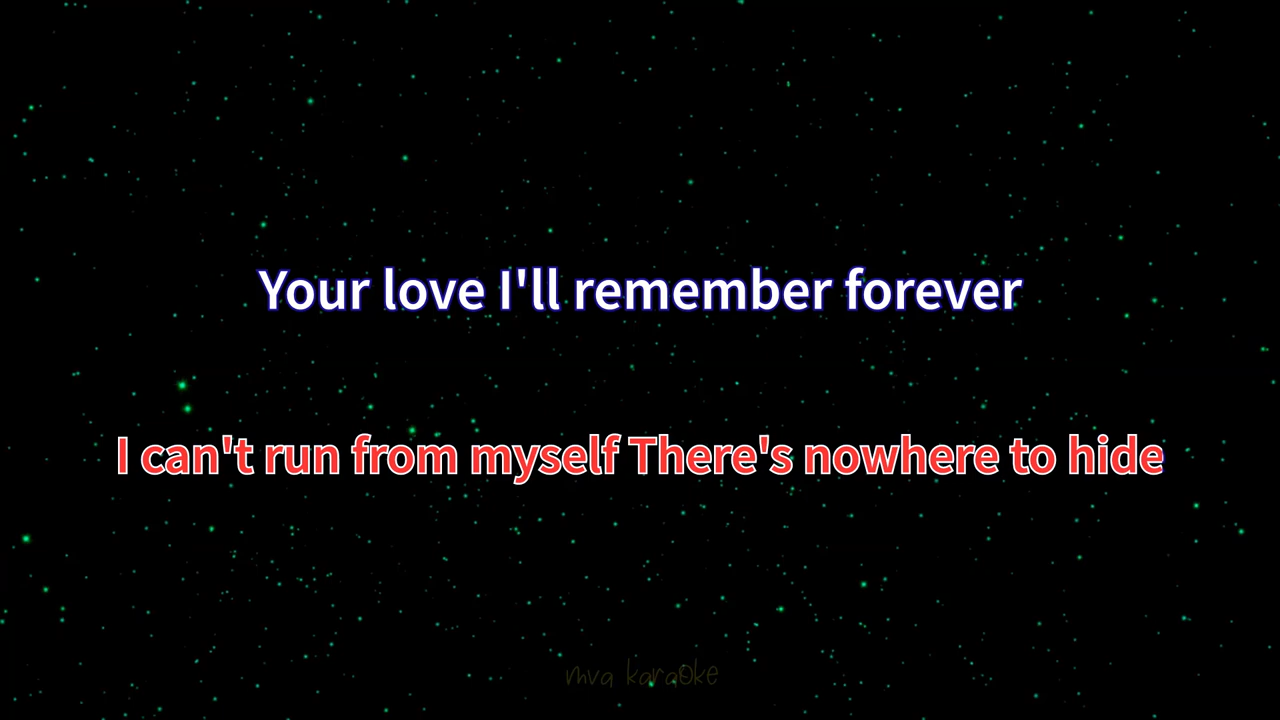 Your love I'll remember forever
I can't run from myself There's nowhere to hide
mva karaoke